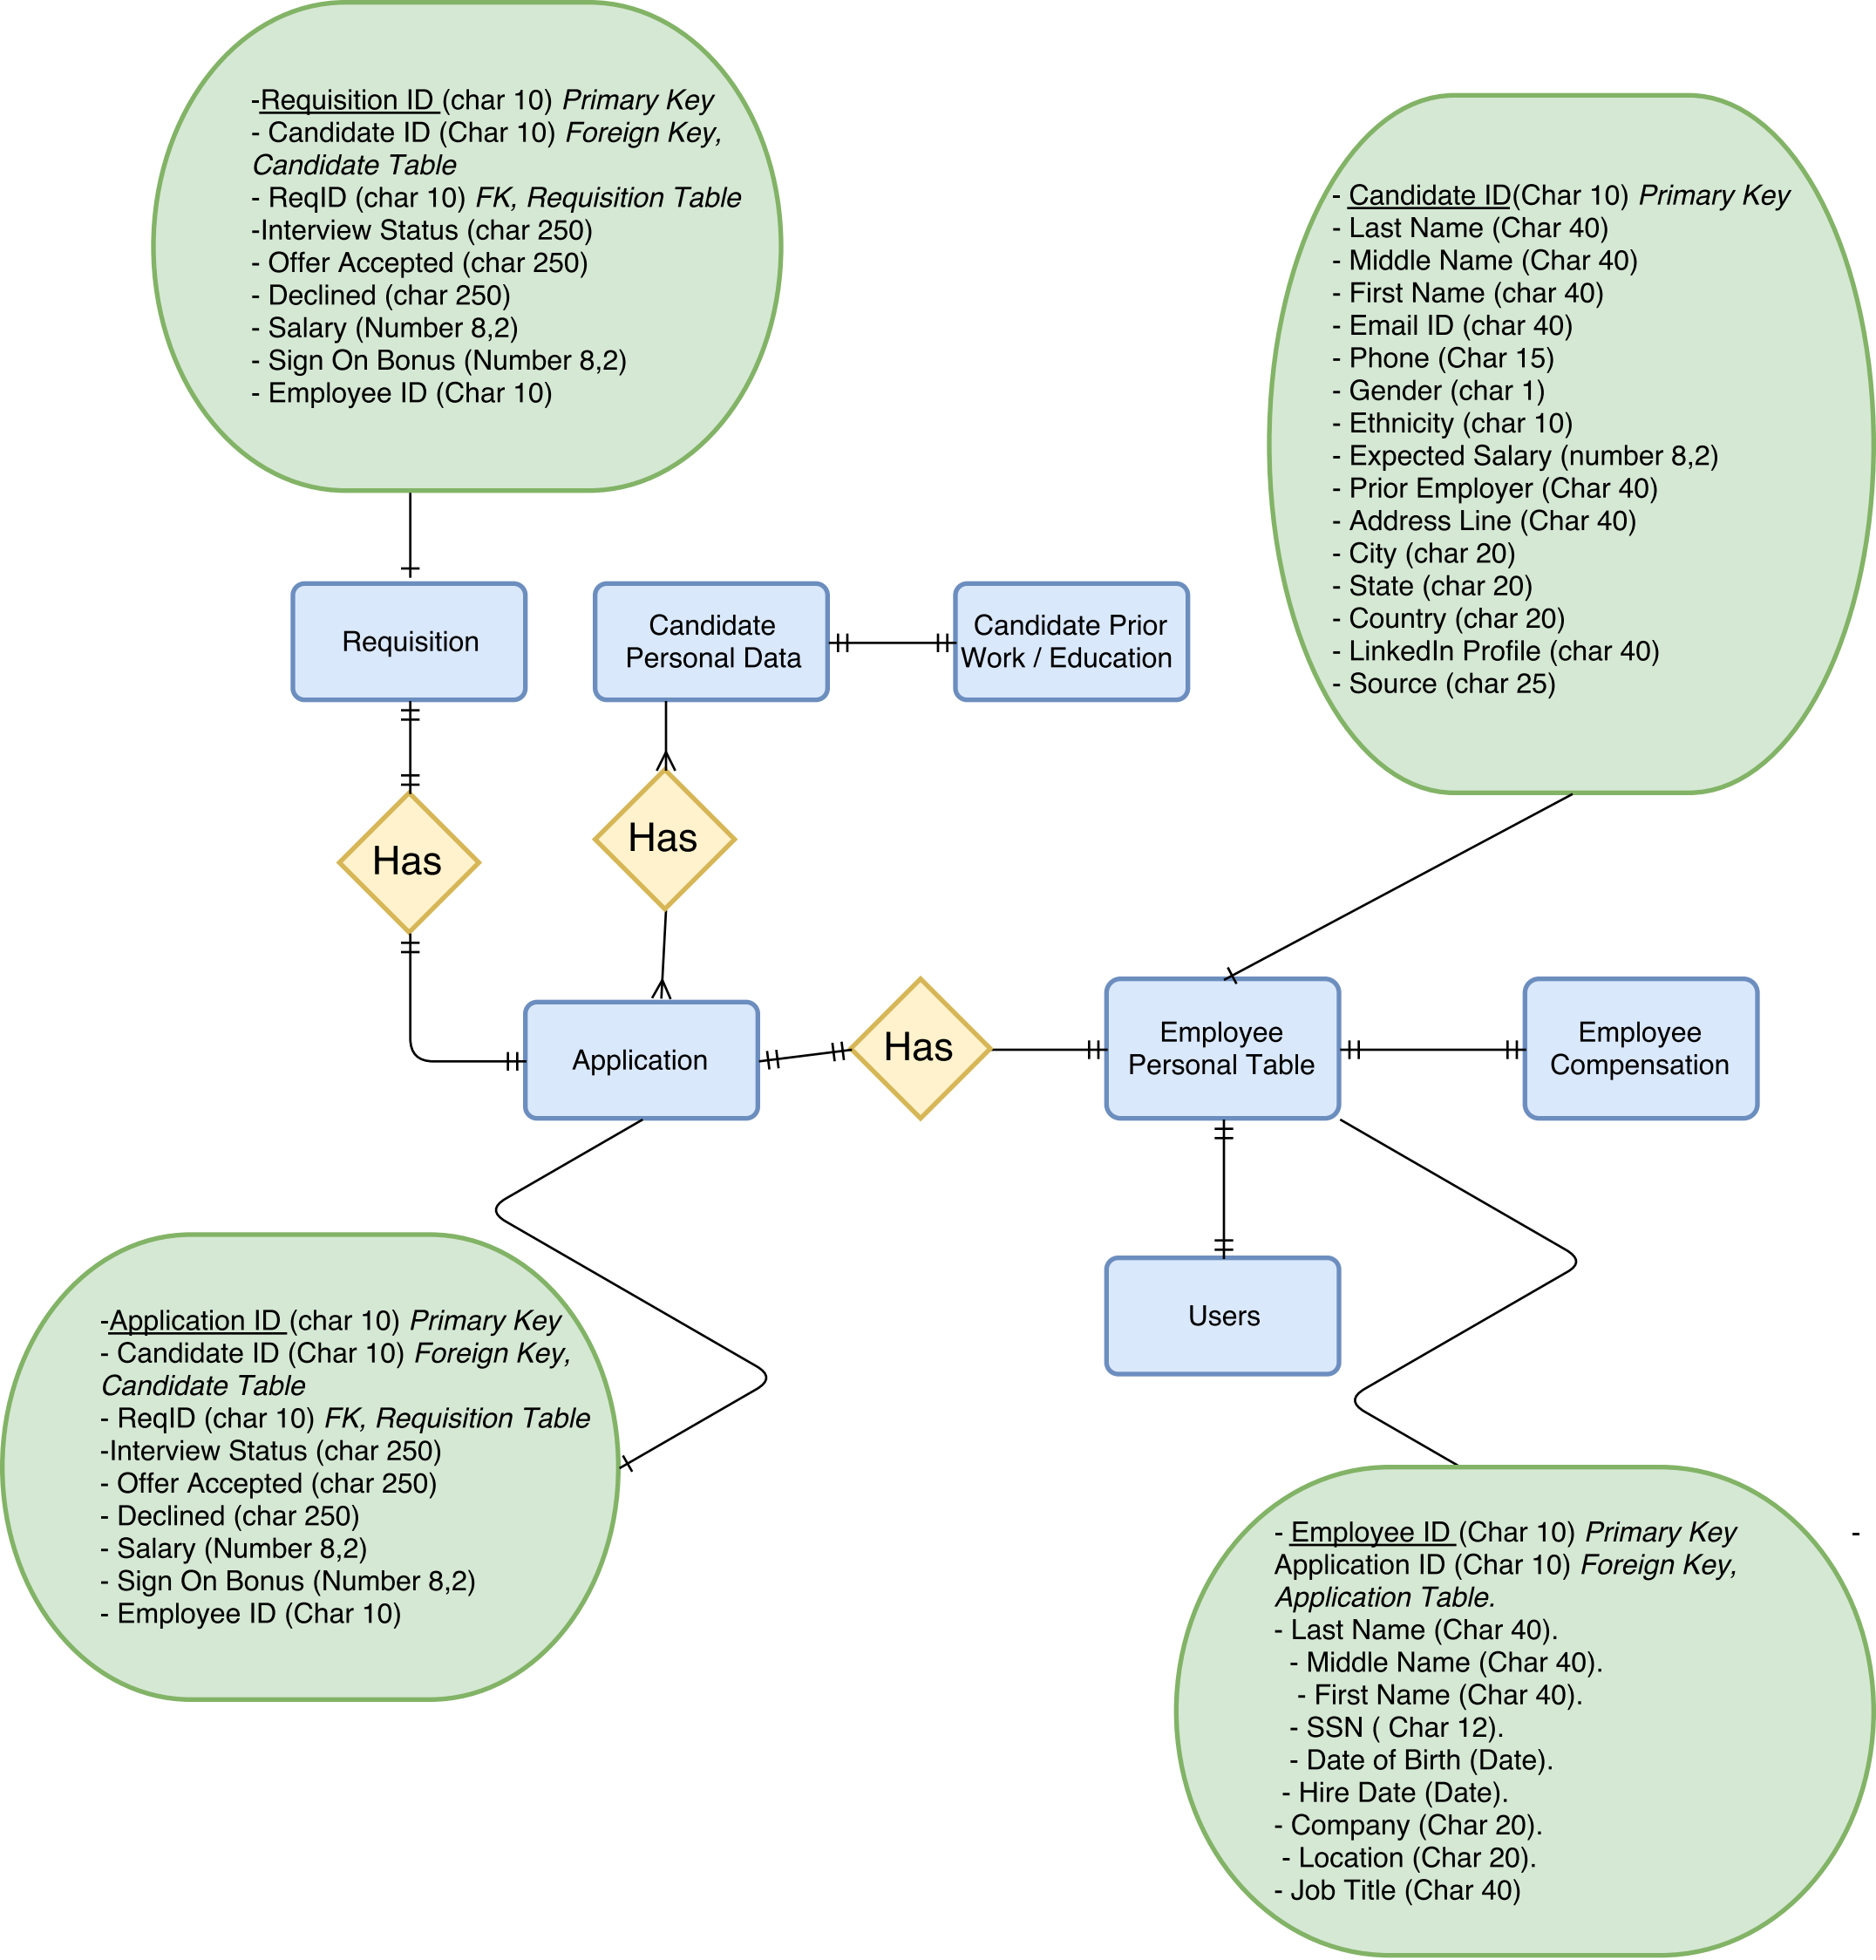 -Requisition ID (char 10) Primary Key
- Candidate ID (Char 10) Foreign Key,
Candidate Table
- ReqID (char 10) FK, Requisition Table
-Interview Status (char 250)
- Offer Accepted (char 250)
- Declined (char 250)
- Salary (Number 8,2)
- Sign On Bonus (Number 8,2)
- Employee ID (Char 10)
- Candidate ID(Char 10) Primary Key
- Last Name (Char 40)
- Middle Name (Char 40)
- First Name (char 40)
- Email ID (char 40)
- Phone (Char 15)
- Gender (char 1)
- Ethnicity (char 10)
- Expected Salary (number 8,2)
- Prior Employer (Char 40)
- Address Line (Char 40)
- City (char 20)
- State (char 20)
- Country (char 20)
- LinkedIn Profile (char 40)
- Source (char 25)
Requisition
Candidate
Personal Data
Candidate Prior
Work / Education
Has
Has
Application
Has
Employee
Personal Table
Employee
Compensation
Users
-Application ID (char 10) Primary Key
- Candidate ID (Char 10) Foreign Key,
Candidate Table
- ReqID (char 10) FK, Requisition Table
-Interview Status (char 250)
- Offer Accepted (char 250)
- Declined (char 250)
- Salary (Number 8,2)
- Sign On Bonus (Number 8,2)
- Employee ID (Char 10)
- Employee ID (Char 10) Primary Key -
Application ID (Char 10) Foreign Key,
Application Table.
- Last Name (Char 40).
- Middle Name (Char 40).
- First Name (Char 40).
- SSN ( Char 12).
- Date of Birth (Date).
- Hire Date (Date).
- Company (Char 20).
- Location (Char 20).
- Job Title (Char 40)